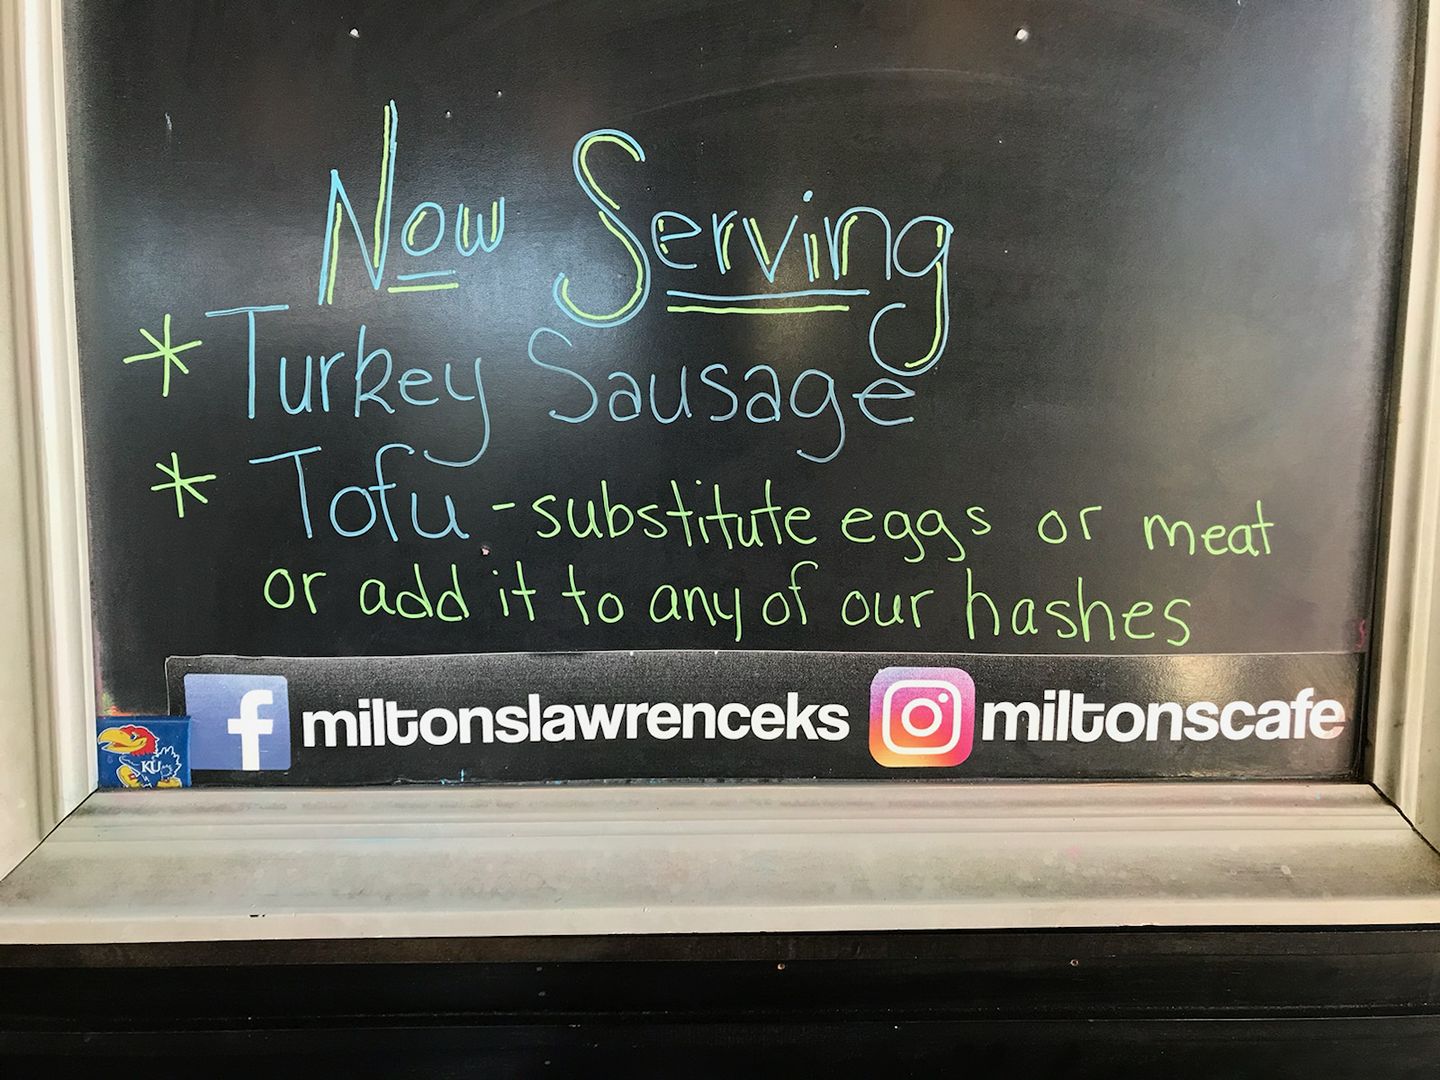 Now Serving
* Turkey Sausage
* Tofu - substitute eggs or meat
or add it to any of our hashes
f miltonslawrenceks miltonscafe
KU